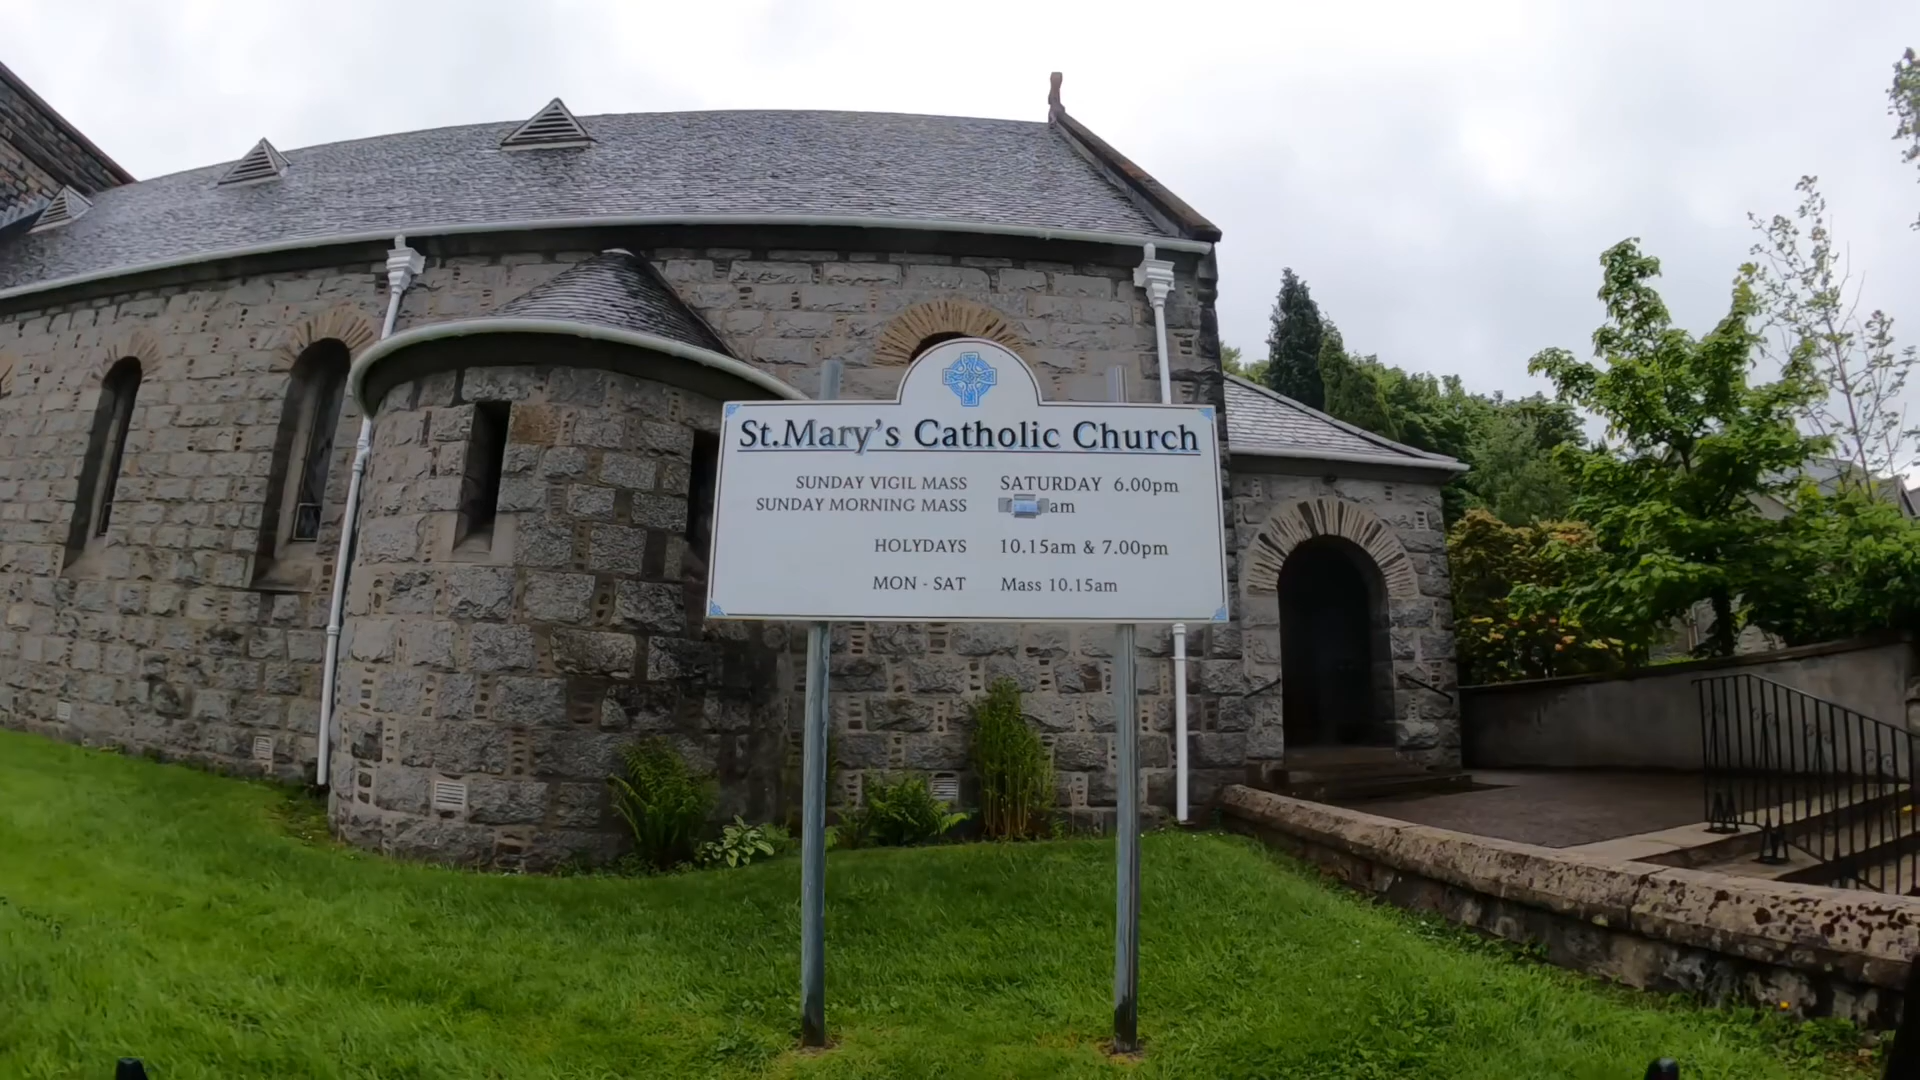 St.Mary's Catholic Church
SUNDAY VIGIL MASS SATURDAY 6.00pm
SUNDAY MORNING MASS am
HOLYDAYS 10.15am & 7.00pm
MON - SAT Mass 10.15am